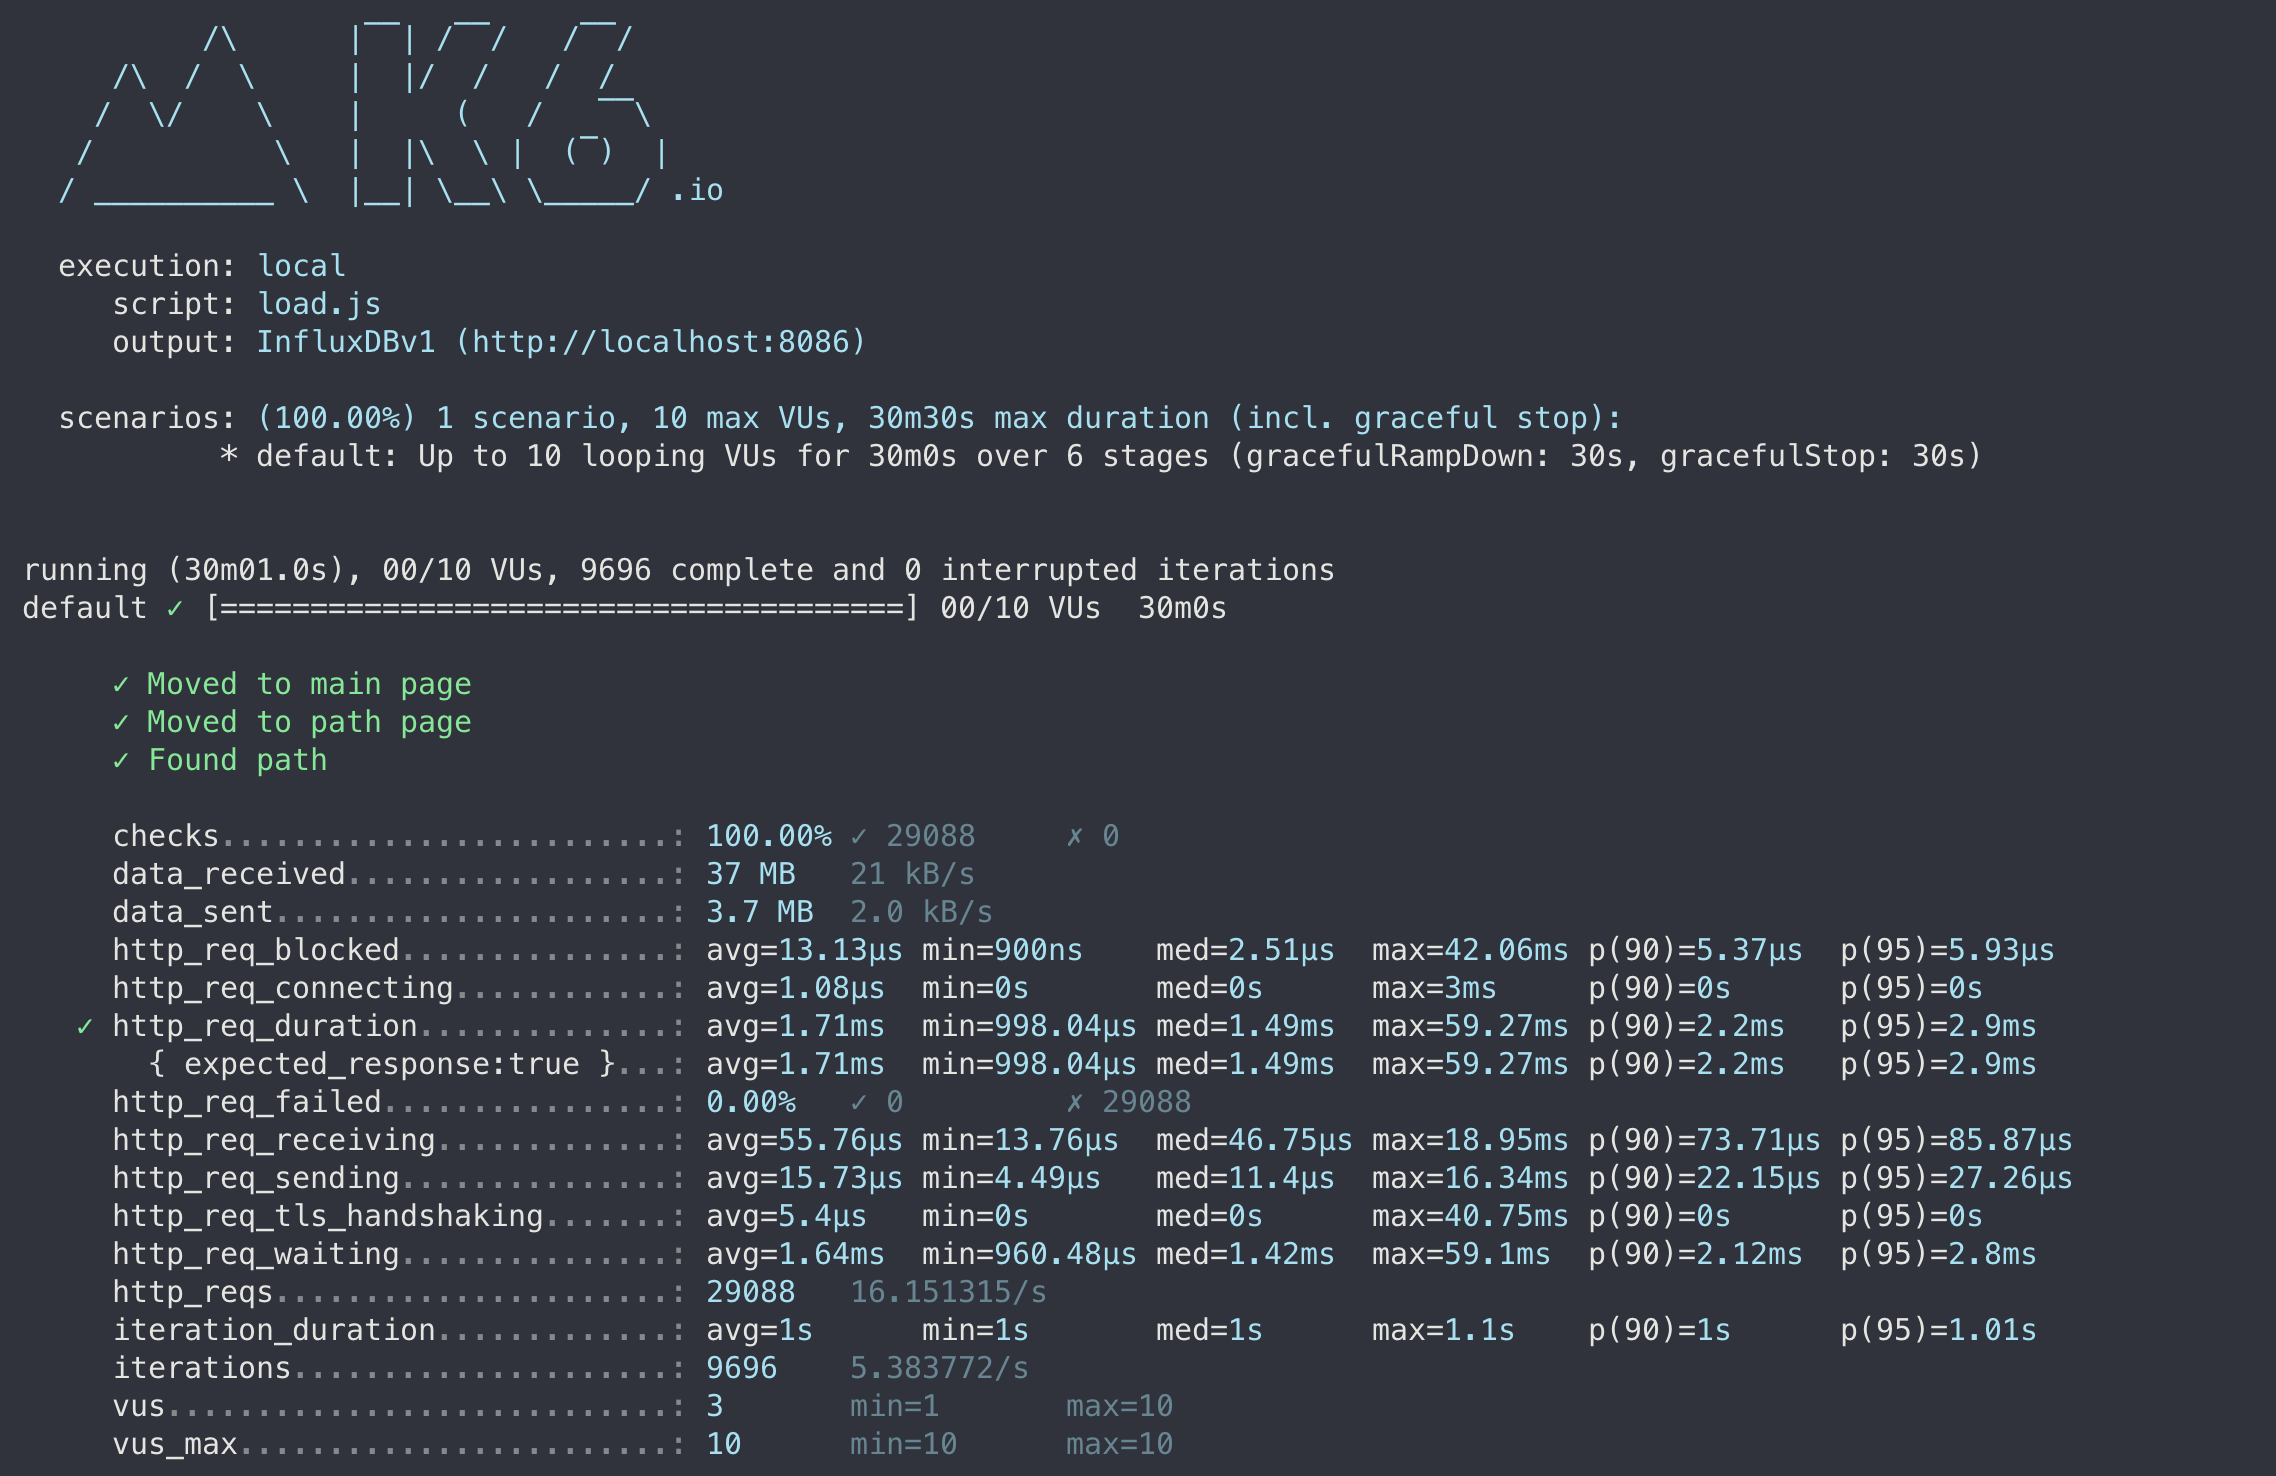 /\      |‾‾| /‾‾/   /‾‾/
     /\  /  \     |  |/  /   /  /
    /  \/    \    |     (   /   ‾‾\
   /          \   |  |\  \ |  (‾)  |
  / __________ \  |__| \__\ \_____/ .io

  execution: local
     script: load.js
     output: InfluxDBv1 (http://localhost:8086)

  scenarios: (100.00%) 1 scenario, 10 max VUs, 30m30s max duration (incl. graceful stop):
           * default: Up to 10 looping VUs for 30m0s over 6 stages (gracefulRampDown: 30s, gracefulStop: 30s)


running (30m01.0s), 00/10 VUs, 9696 complete and 0 interrupted iterations
default ✓ [======================================] 00/10 VUs  30m0s

     ✓ Moved to main page
     ✓ Moved to path page
     ✓ Found path

     checks.........................: 100.00% ✓ 29088     ✗ 0
     data_received..................: 37 MB   21 kB/s
     data_sent......................: 3.7 MB  2.0 kB/s
     http_req_blocked...............: avg=13.13µs min=900ns    med=2.51µs  max=42.06ms p(90)=5.37µs  p(95)=5.93µs
     http_req_connecting............: avg=1.08µs  min=0s       med=0s      max=3ms     p(90)=0s      p(95)=0s
   ✓ http_req_duration..............: avg=1.71ms  min=998.04µs med=1.49ms  max=59.27ms p(90)=2.2ms   p(95)=2.9ms
       { expected_response:true }...: avg=1.71ms  min=998.04µs med=1.49ms  max=59.27ms p(90)=2.2ms   p(95)=2.9ms
     http_req_failed................: 0.00%   ✓ 0         ✗ 29088
     http_req_receiving.............: avg=55.76µs min=13.76µs  med=46.75µs max=18.95ms p(90)=73.71µs p(95)=85.87µs
     http_req_sending...............: avg=15.73µs min=4.49µs   med=11.4µs  max=16.34ms p(90)=22.15µs p(95)=27.26µs
     http_req_tls_handshaking.......: avg=5.4µs   min=0s       med=0s      max=40.75ms p(90)=0s      p(95)=0s
     http_req_waiting...............: avg=1.64ms  min=960.48µs med=1.42ms  max=59.1ms  p(90)=2.12ms  p(95)=2.8ms
     http_reqs......................: 29088   16.151315/s
     iteration_duration.............: avg=1s      min=1s       med=1s      max=1.1s    p(90)=1s      p(95)=1.01s
     iterations.....................: 9696    5.383772/s
     vus............................: 3       min=1       max=10
     vus_max........................: 10      min=10      max=10